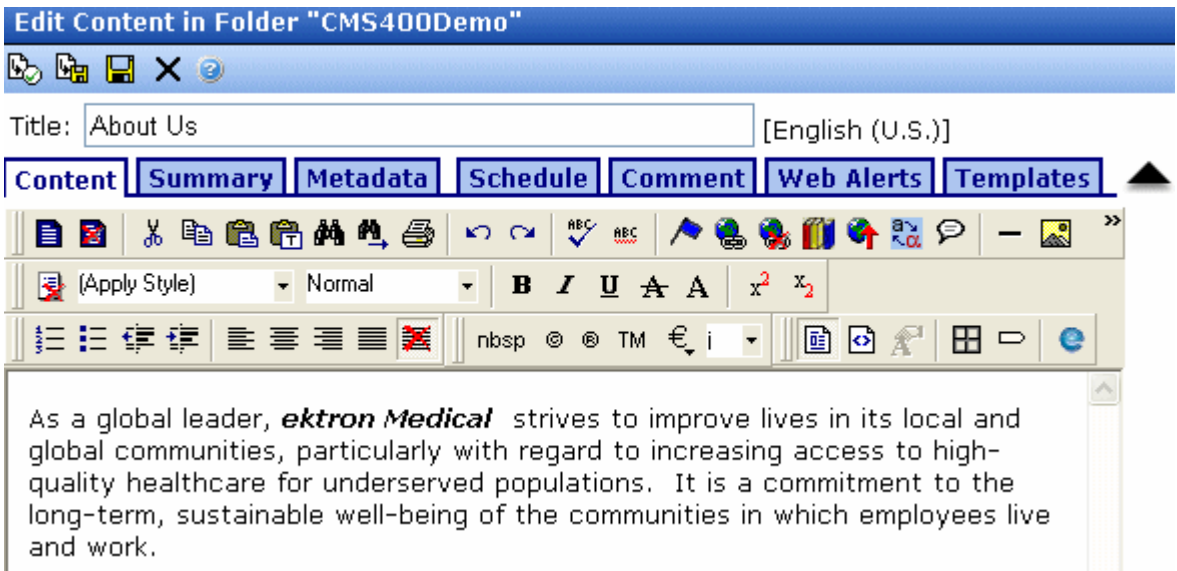 Edit Content in Folder "CMS400Demo"
Title: About Us [English (U.S.)]
Content Summary Metadata Schedule Comment Web Alerts Templates
ABC ABC
(Apply Style) Normal B I U A A x² x₂
nbsp © ® TM € i
As a global leader, ektron Medical strives to improve lives in its local and
global communities, particularly with regard to increasing access to high-
quality healthcare for underserved populations. It is a commitment to the
long-term, sustainable well-being of the communities in which employees live
and work.